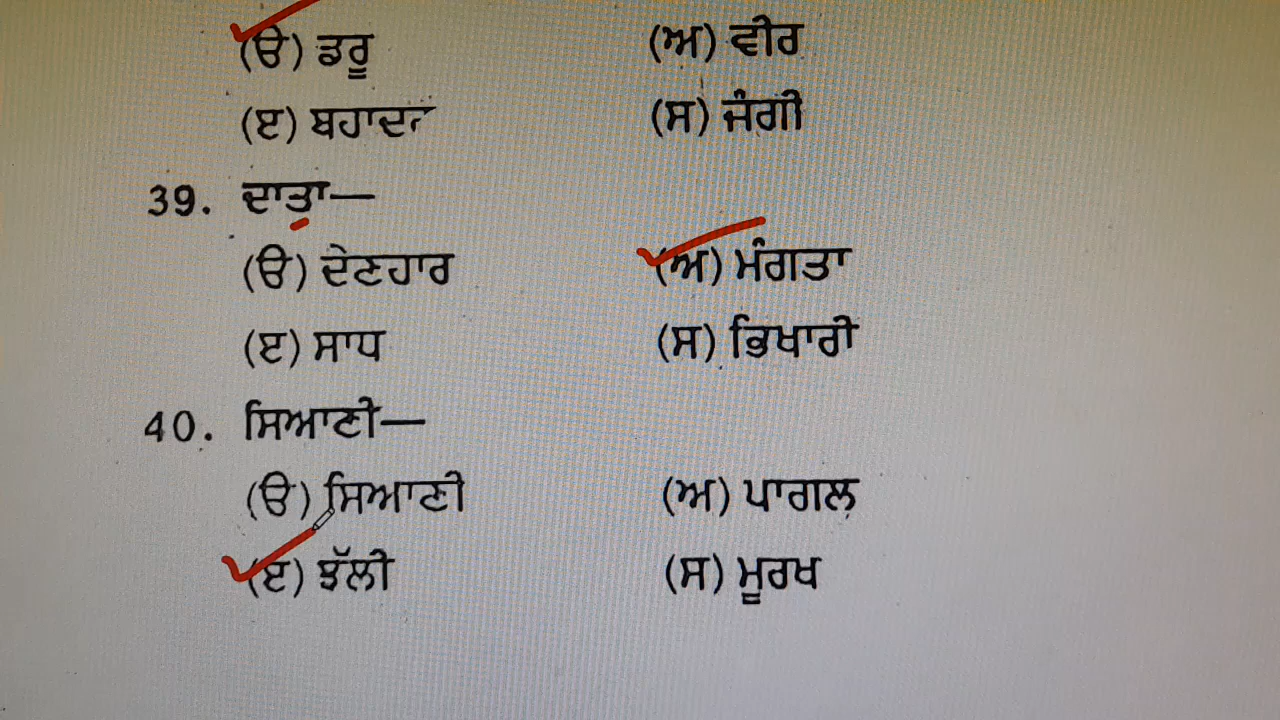 (ੳ) ਡਰੂ (ਅ) ਵੀਰ
(ੲ) ਬਹਾਦਰ (ਸ) ਜੰਗੀ
39. ਦਾਤਾ—
(ੳ) ਦੇਣਹਾਰ (ਅ) ਮੰਗਤਾ
(ੲ) ਸਾਧ (ਸ) ਭਿਖਾਰੀ
40. ਸਿਆਣੀ—
(ੳ) ਸਿਆਣੀ (ਅ) ਪਾਗਲ
(ੲ) ਝੱਲੀ (ਸ) ਮੂਰਖ